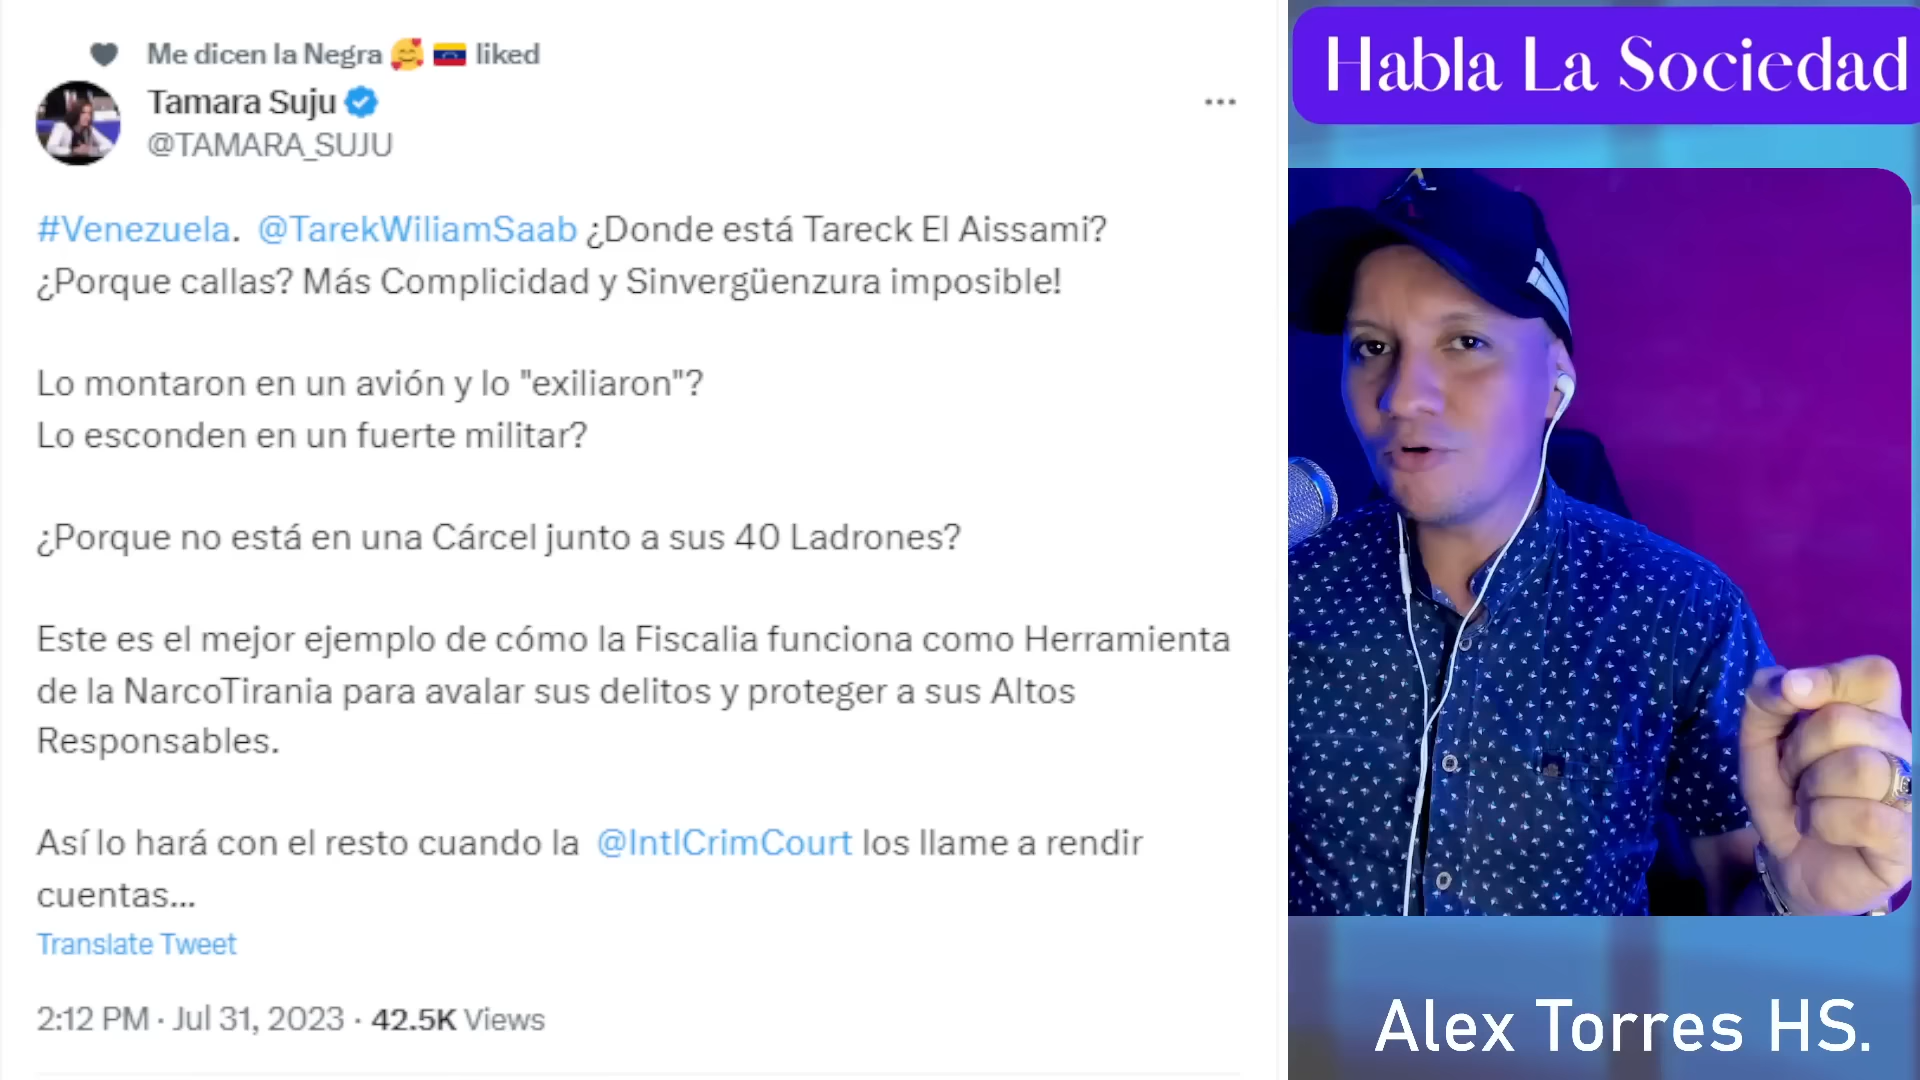 Me dicen la Negra 🥰 🇻🇪 liked
Tamara Suju
@TAMARA_SUJU
#Venezuela. @TarekWiliamSaab ¿Donde está Tareck El Aissami?
¿Porque callas? Más Complicidad y Sinvergüenzura imposible!
Lo montaron en un avión y lo "exiliaron"?
Lo esconden en un fuerte militar?
¿Porque no está en una Cárcel junto a sus 40 Ladrones?
Este es el mejor ejemplo de cómo la Fiscalia funciona como Herramienta
de la NarcoTirania para avalar sus delitos y proteger a sus Altos
Responsables.
Así lo hará con el resto cuando la @IntlCrimCourt los llame a rendir
cuentas...
Translate Tweet
2:12 PM · Jul 31, 2023 · 42.5K Views
Habla La Sociedad
Alex Torres HS.